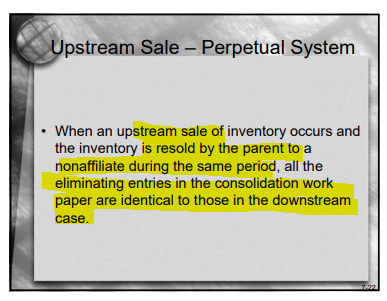 Upstream Sale – Perpetual System
• When an upstream sale of inventory occurs and
the inventory is resold by the parent to a
nonaffiliate during the same period, all the
eliminating entries in the consolidation work
paper are identical to those in the downstream
case.
7-22